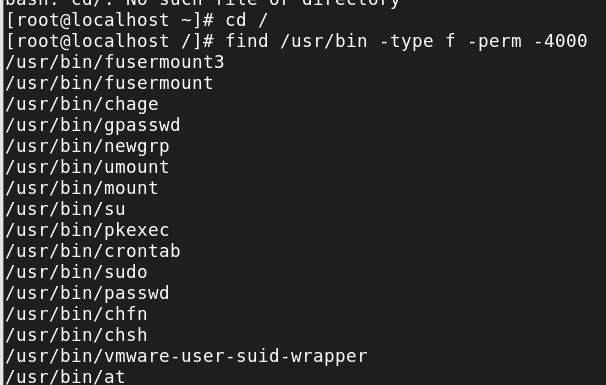 bash: cd/: No such file or directory
[root@localhost ~]# cd /
[root@localhost /]# find /usr/bin -type f -perm -4000
/usr/bin/fusermount3
/usr/bin/fusermount
/usr/bin/chage
/usr/bin/gpasswd
/usr/bin/newgrp
/usr/bin/umount
/usr/bin/mount
/usr/bin/su
/usr/bin/pkexec
/usr/bin/crontab
/usr/bin/sudo
/usr/bin/passwd
/usr/bin/chfn
/usr/bin/chsh
/usr/bin/vmware-user-suid-wrapper
/usr/bin/at